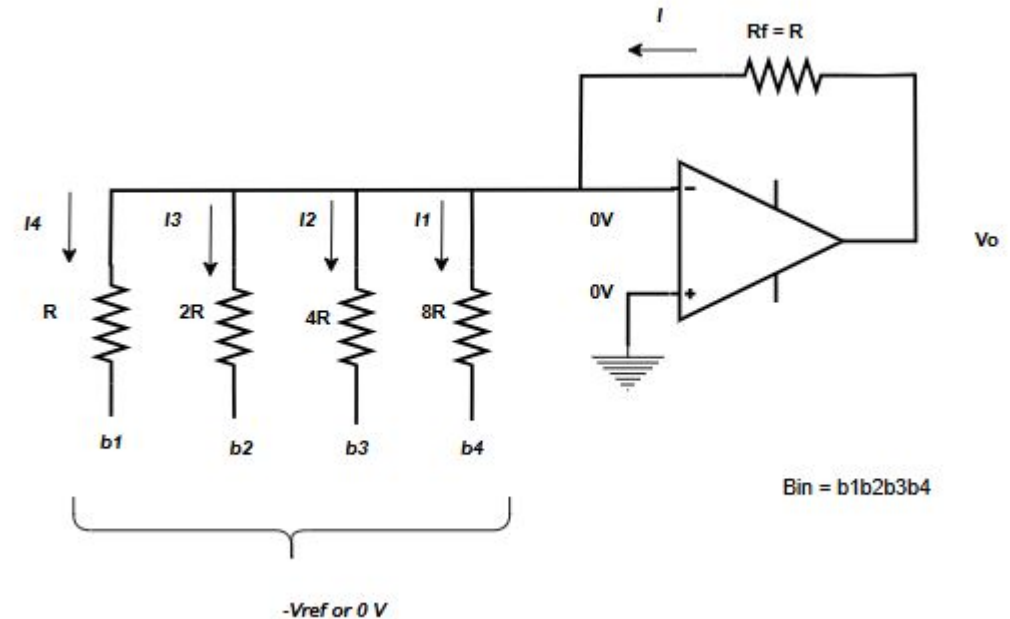 I
Rf = R
I4
I3
I2
I1
0V
Vo
-
0V
+
R
2R
4R
8R
b1
b2
b3
b4
Bin = b1b2b3b4
-Vref or 0 V